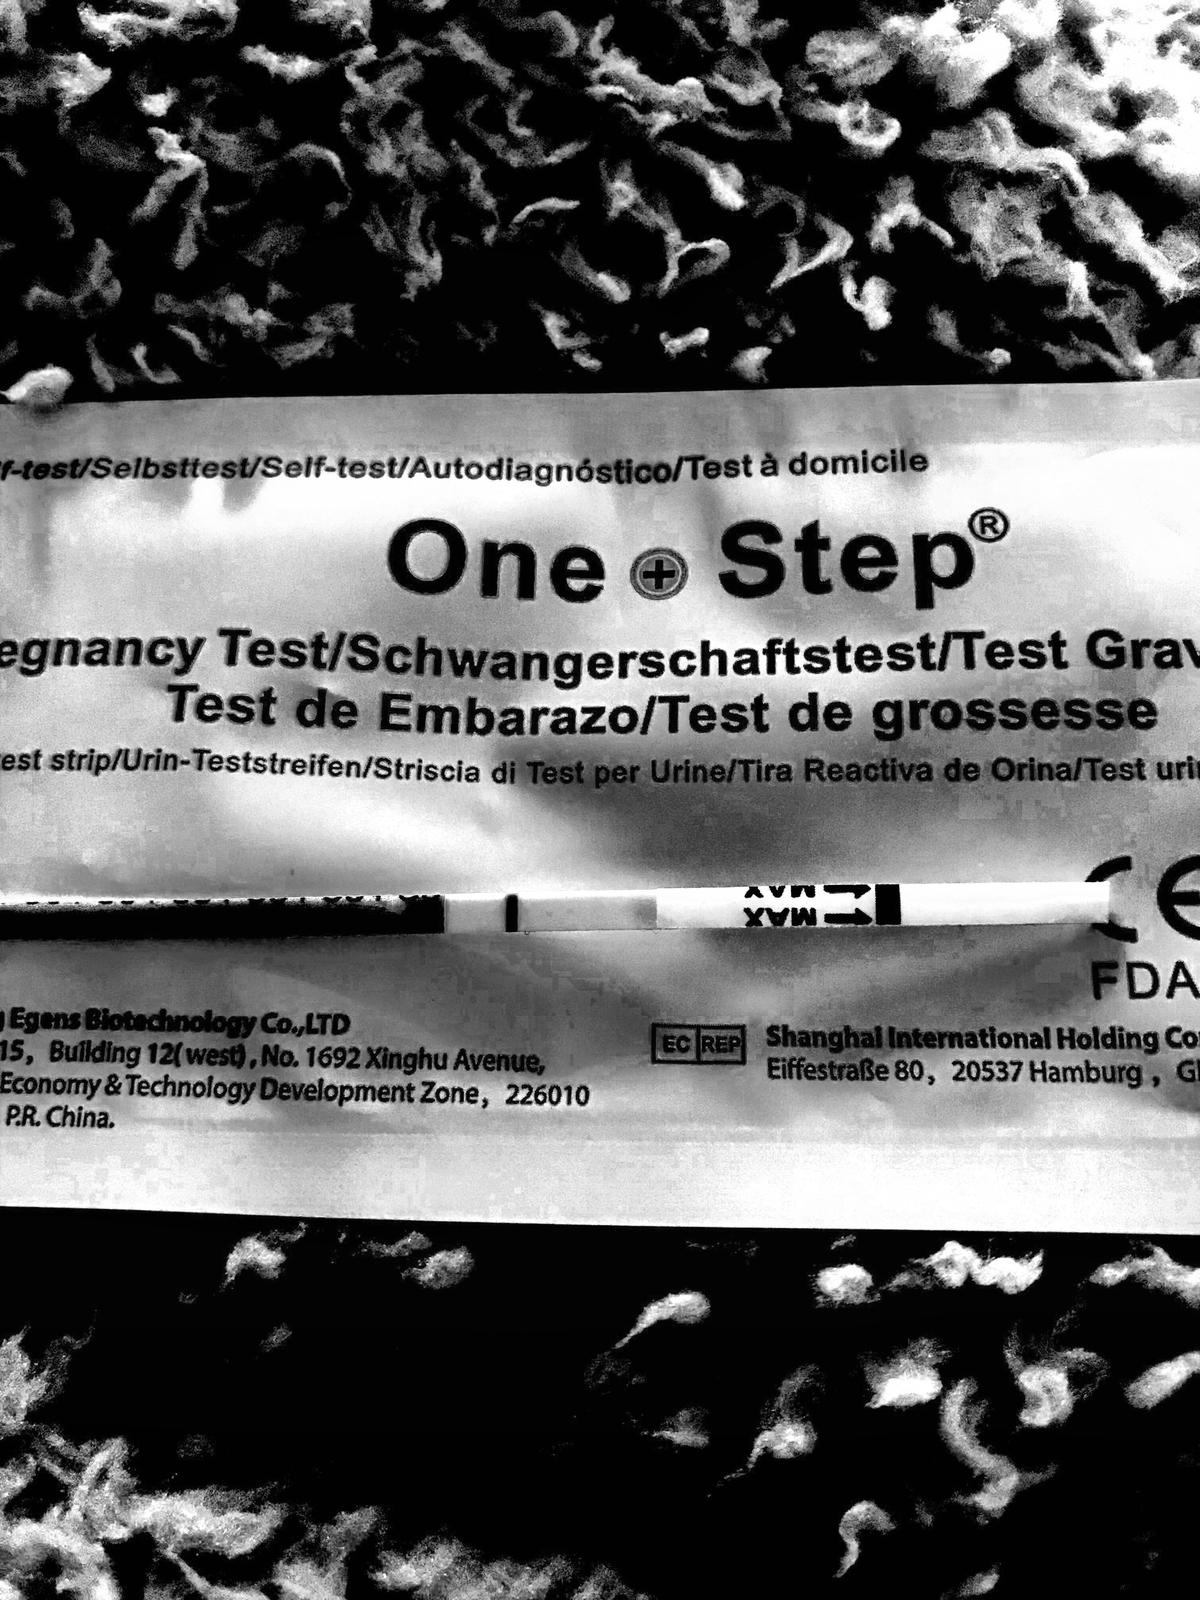 f-test/Selbsttest/Self-test/Autodiagnóstico/Test à domicile
One Step®
egnancy Test/Schwangerschaftstest/Test Grav
Test de Embarazo/Test de grossesse
est strip/Urin-Teststreifen/Striscia di Test per Urine/Tira Reactiva de Orina/Test uri
MAX
MAX
CE
FDA
Egens Biotechnology Co.,LTD
15, Building 12(west),No. 1692 Xinghu Avenue,
Economy & Technology Development Zone, 226010
P.R. China.
EC REP
Shanghai International Holding Co
Eiffestraße 80, 20537 Hamburg, G